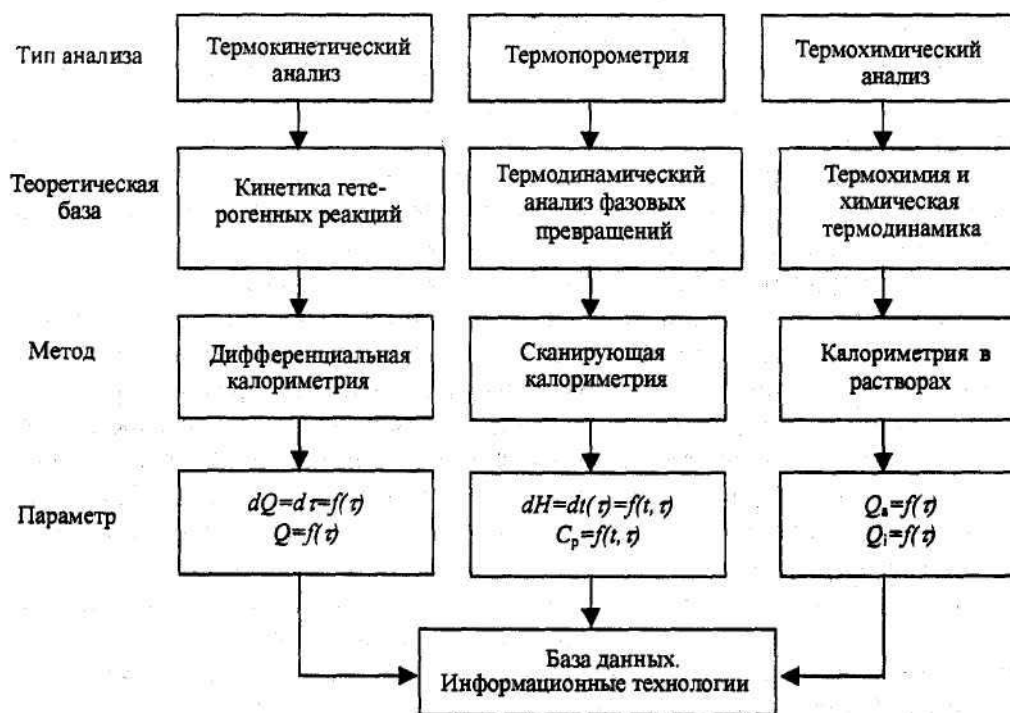 Тип анализа
Термокинетический
анализ
Термопорометрия
Термохимический
анализ
Теоретическая
база
Кинетика гете-
рогенных реакций
Термодинамический
анализ фазовых
превращений
Термохимия и
химическая
термодинамика
Метод
Дифференциальная
калориметрия
Сканирующая
калориметрия
Калориметрия в
растворах
Параметр
dQ=dτ=f(τ)
Q=f(τ)
dH=dt(τ)=f(t, τ)
Cp=f(t, τ)
Qa=f(τ)
Qi=f(τ)
База данных.
Информационные технологии